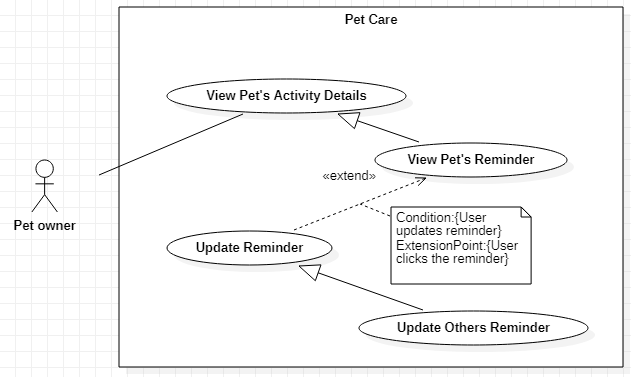 Pet Care
View Pet's Activity Details
View Pet's Reminder
«extend»
Pet owner
Condition:{User
updates reminder}
ExtensionPoint:{User
clicks the reminder}
Update Reminder
Update Others Reminder